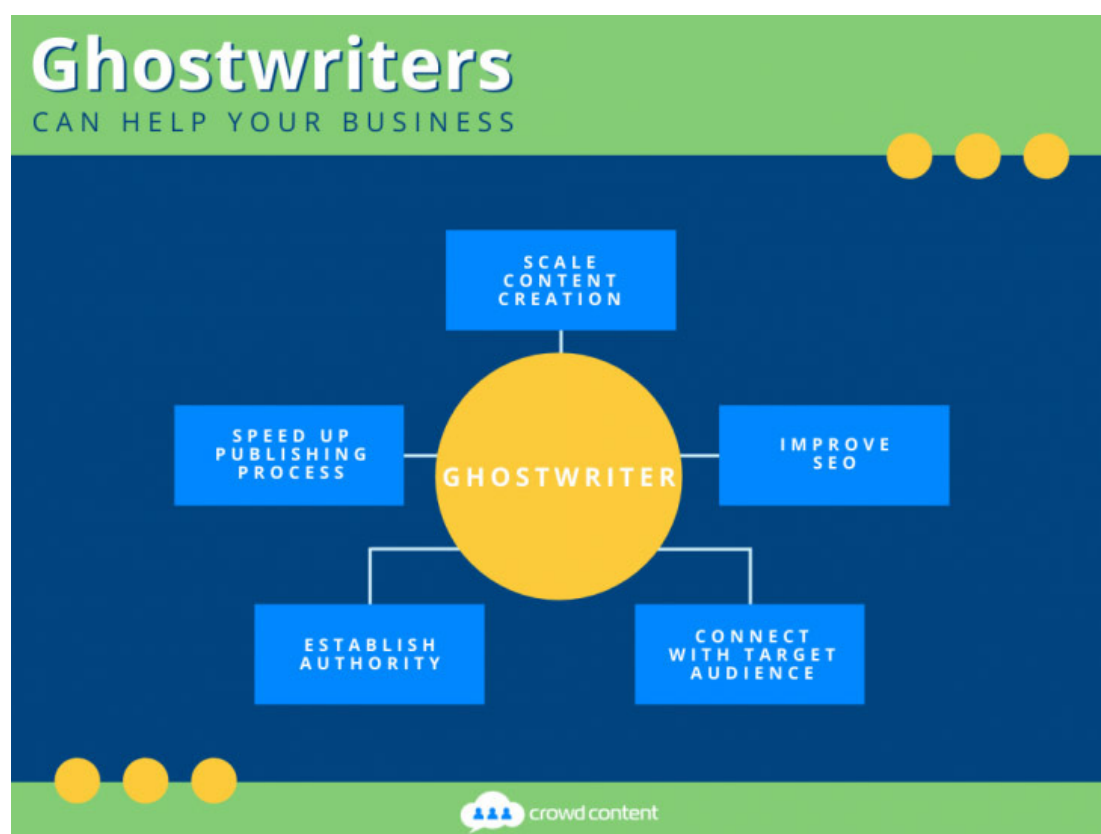 Ghostwriters
CAN HELP YOUR BUSINESS
SCALE
CONTENT
CREATION
SPEED UP
PUBLISHING
PROCESS
GHOSTWRITER
IMPROVE
SEO
ESTABLISH
AUTHORITY
CONNECT
WITH TARGET
AUDIENCE
crowd content